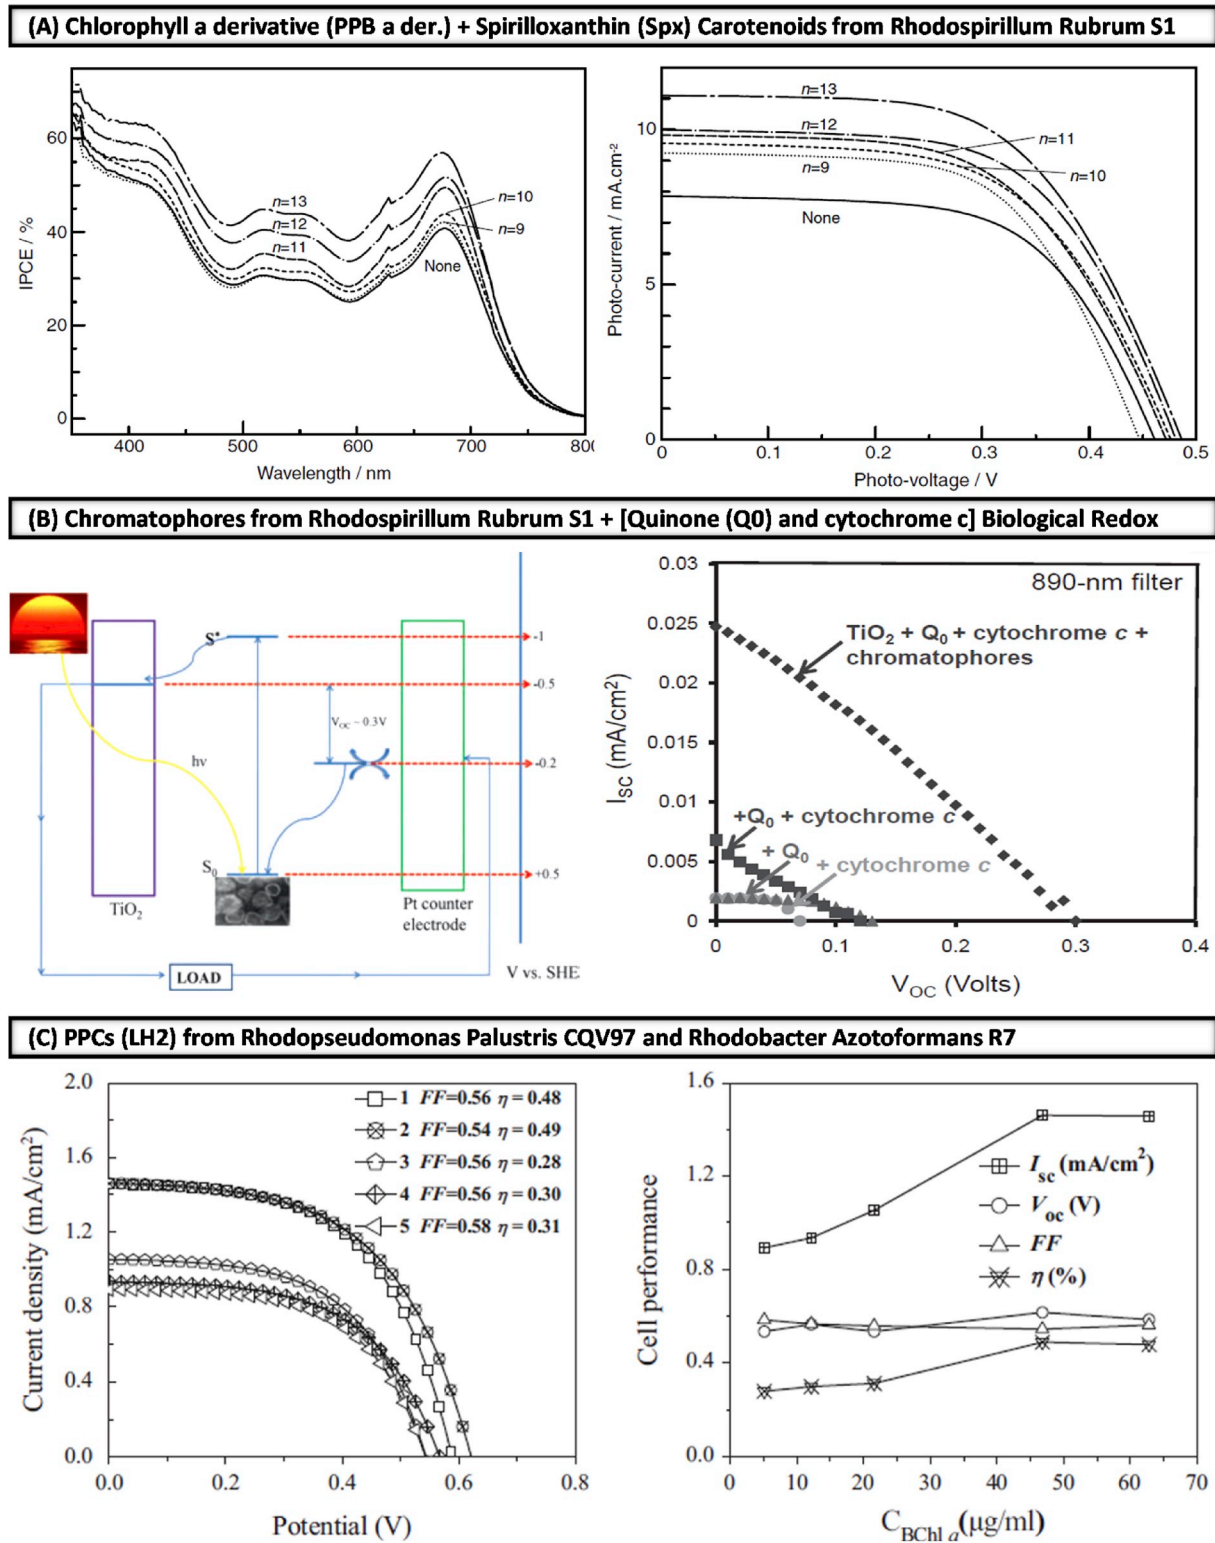 (A) Chlorophyll a derivative (PPB a der.) + Spirilloxanthin (Spx) Carotenoids from Rhodospirillum Rubrum S1
IPCE / %
60
40
20
0
n=13
n=12
n=11
n=10
n=9
None
400
500
600
700
800
Wavelength / nm
Photo-current / mA.cm-2
10
5
0
n=13
n=12
n=11
n=10
n=9
None
0
0.1
0.2
0.3
0.4
0.5
Photo-voltage / V
(B) Chromatophores from Rhodospirillum Rubrum S1 + [Quinone (Q0) and cytochrome c] Biological Redox
S*
-1
-0.5
VOC ~ 0.3V
hν
-0.2
S0
+0.5
TiO2
Pt counter
electrode
LOAD
V vs. SHE
890-nm filter
ISC (mA/cm2)
0.03
0.025
0.02
0.015
0.01
0.005
0
TiO2 + Q0 + cytochrome c +
chromatophores
+Q0 + cytochrome c
+ Q0
+ cytochrome c
0
0.1
0.2
0.3
0.4
VOC (Volts)
(C) PPCs (LH2) from Rhodopseudomonas Palustris CQV97 and Rhodobacter Azotoformans R7
Current density (mA/cm2)
2.0
1.6
1.2
0.8
0.4
0.0
1 FF=0.56 η = 0.48
2 FF=0.54 η = 0.49
3 FF=0.56 η = 0.28
4 FF=0.56 η = 0.30
5 FF=0.58 η = 0.31
0.0
0.2
0.4
0.6
0.8
Potential (V)
Cell performance
1.6
1.2
0.8
0.4
0.0
Isc (mA/cm2)
Voc (V)
FF
η (%)
0
10
20
30
40
50
60
70
CBChl a(μg/ml)